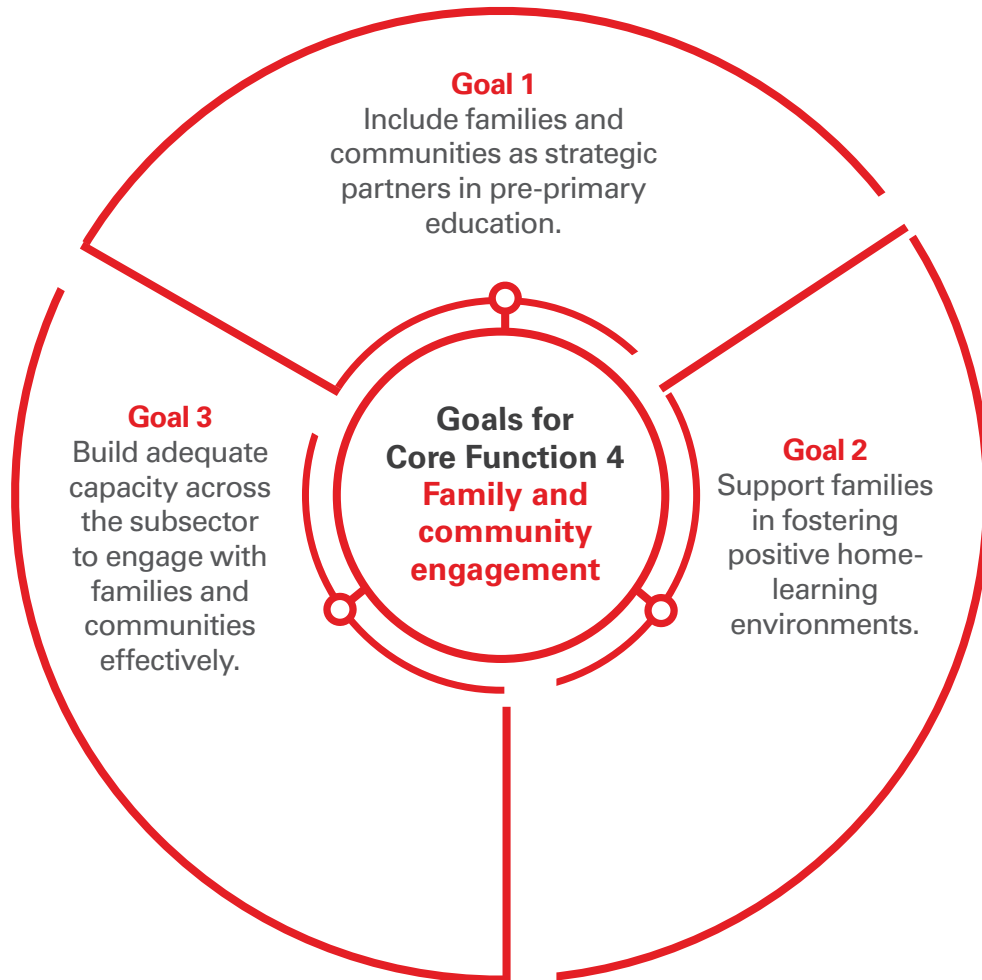 Goal 1
Include families and
communities as strategic
partners in pre-primary
education.
Goals for
Core Function 4
Family and
community
engagement
Goal 2
Support families
in fostering
positive home-
learning
environments.
Goal 3
Build adequate
capacity across
the subsector
to engage with
families and
communities
effectively.